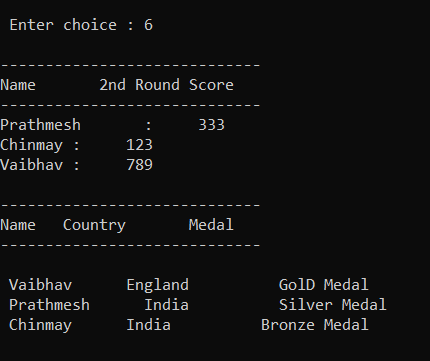 Enter choice : 6
-----------------------------
Name       2nd Round Score
-----------------------------
Prathmesh       :     333
Chinmay :     123
Vaibhav :     789
-----------------------------
Name   Country       Medal
-----------------------------
Vaibhav      England          GolD Medal
Prathmesh      India          Silver Medal
Chinmay      India          Bronze Medal